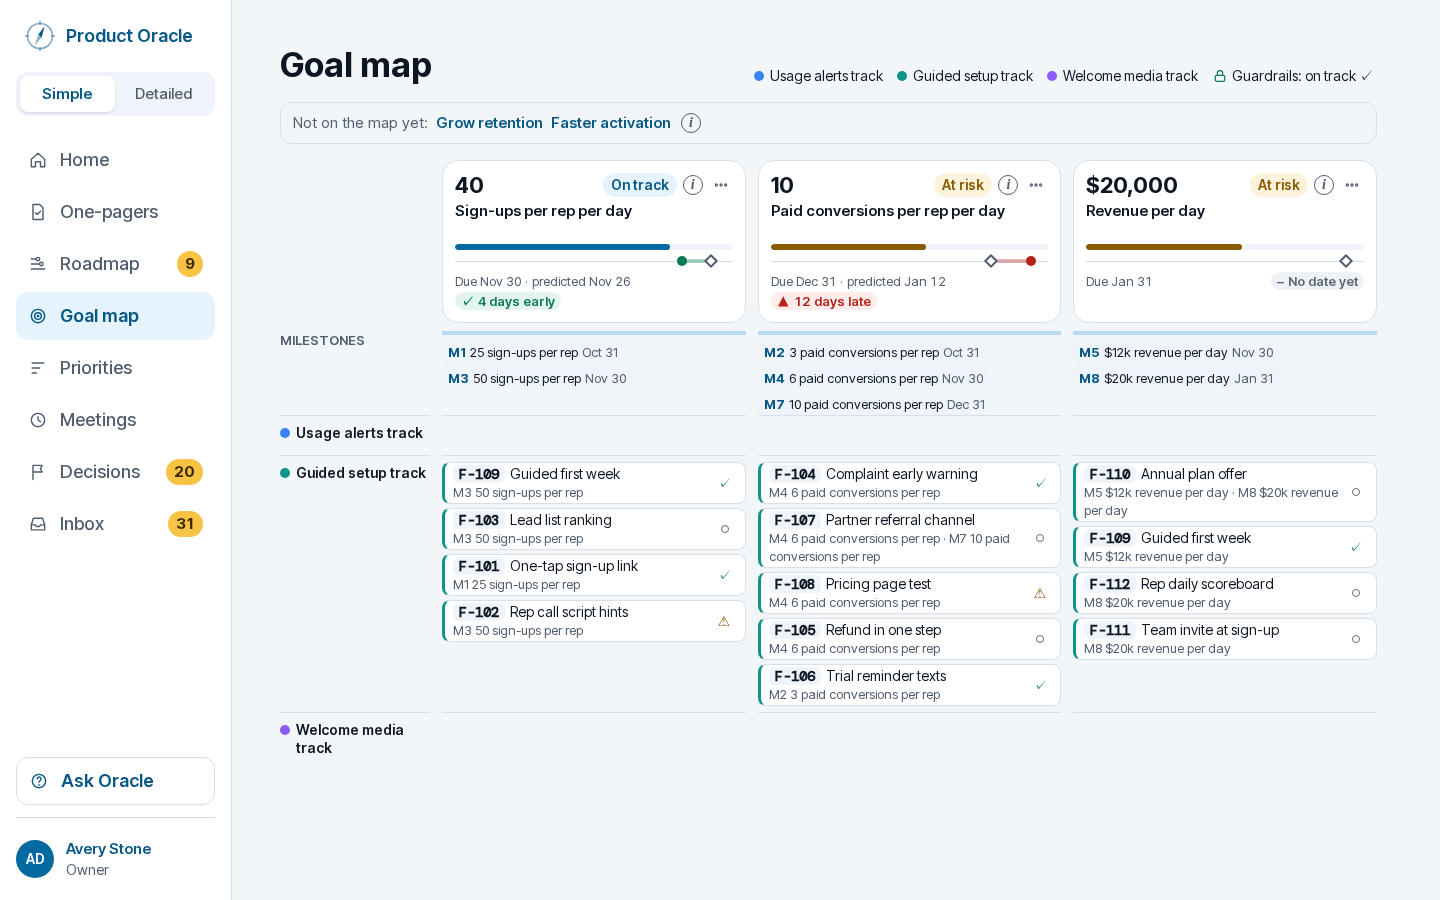 Product Oracle
Simple
Detailed
Home
One-pagers
Roadmap
9
Goal map
Priorities
Meetings
Decisions
20
Inbox
31
Ask Oracle
AD
Avery Stone
Owner
Goal map
Usage alerts track
Guided setup track
Welcome media track
Guardrails: on track ✓
Not on the map yet: Grow retention Faster activation i
40
On track
i
Sign-ups per rep per day
Due Nov 30 · predicted Nov 26
✓ 4 days early
10
At risk
i
Paid conversions per rep per day
Due Dec 31 · predicted Jan 12
▲ 12 days late
$20,000
At risk
i
Revenue per day
Due Jan 31
– No date yet
MILESTONES
M1 25 sign-ups per rep Oct 31
M3 50 sign-ups per rep Nov 30
M2 3 paid conversions per rep Oct 31
M4 6 paid conversions per rep Nov 30
M7 10 paid conversions per rep Dec 31
M5 $12k revenue per day Nov 30
M8 $20k revenue per day Jan 31
Usage alerts track
Guided setup track
F-109 Guided first week
M3 50 sign-ups per rep
✓
F-103 Lead list ranking
M3 50 sign-ups per rep
○
F-101 One-tap sign-up link
M1 25 sign-ups per rep
✓
F-102 Rep call script hints
M3 50 sign-ups per rep
⚠
F-104 Complaint early warning
M4 6 paid conversions per rep
✓
F-107 Partner referral channel
M4 6 paid conversions per rep · M7 10 paid
conversions per rep
○
F-108 Pricing page test
M4 6 paid conversions per rep
⚠
F-105 Refund in one step
M4 6 paid conversions per rep
○
F-106 Trial reminder texts
M2 3 paid conversions per rep
✓
F-110 Annual plan offer
M5 $12k revenue per day · M8 $20k revenue
per day
○
F-109 Guided first week
M5 $12k revenue per day
✓
F-112 Rep daily scoreboard
M8 $20k revenue per day
○
F-111 Team invite at sign-up
M8 $20k revenue per day
○
Welcome media
track